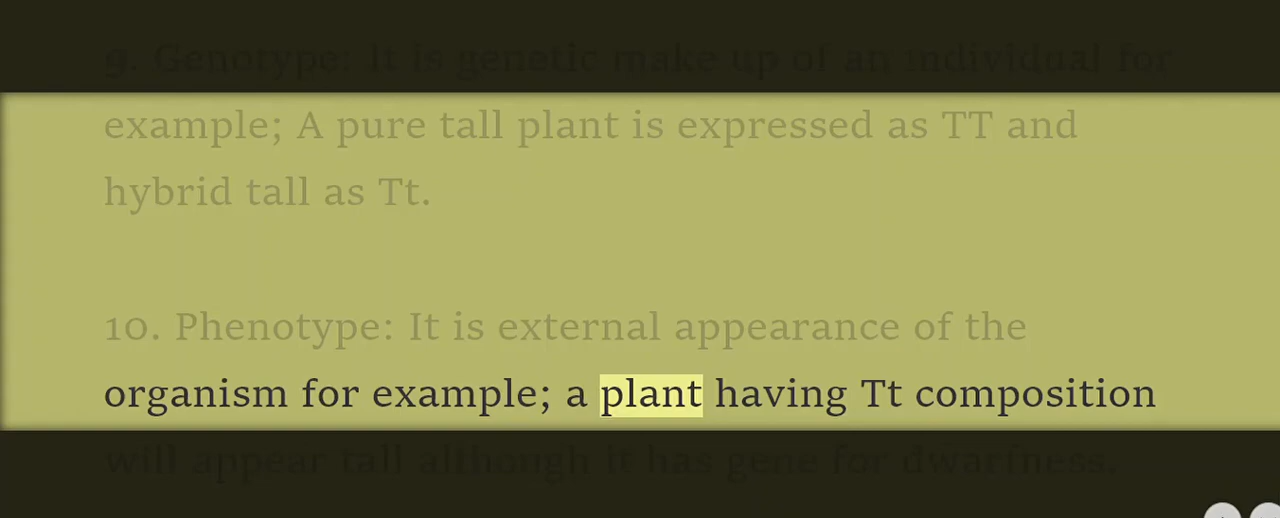 9. Genotype: It is genetic make up of an individual for
example; A pure tall plant is expressed as TT and
hybrid tall as Tt.
10. Phenotype: It is external appearance of the
organism for example; a plant having Tt composition
will appear tall although it has gene for dwarfness.